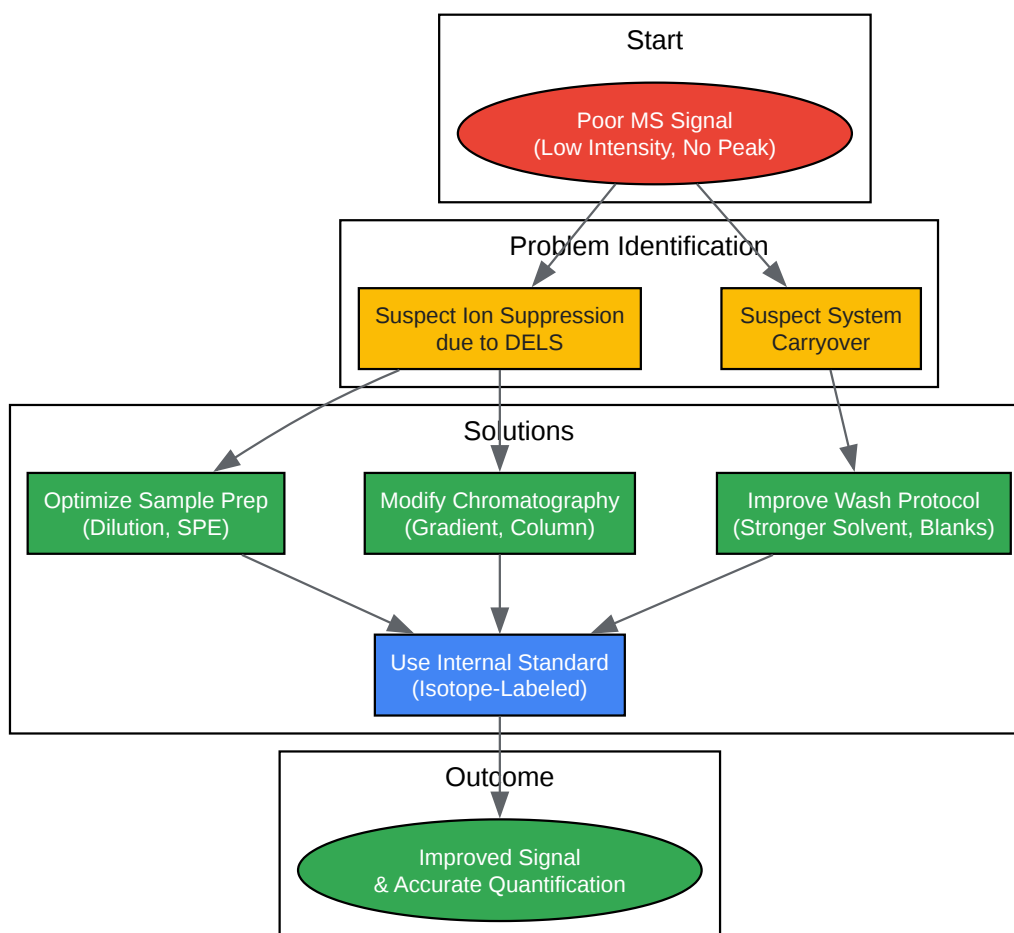 Start
Poor MS Signal
(Low Intensity, No Peak)
Problem Identification
Suspect Ion Suppression
due to DELS
Suspect System
Carryover
Solutions
Optimize Sample Prep
(Dilution, SPE)
Modify Chromatography
(Gradient, Column)
Improve Wash Protocol
(Stronger Solvent, Blanks)
Use Internal Standard
(Isotope-Labeled)
Outcome
Improved Signal
& Accurate Quantification